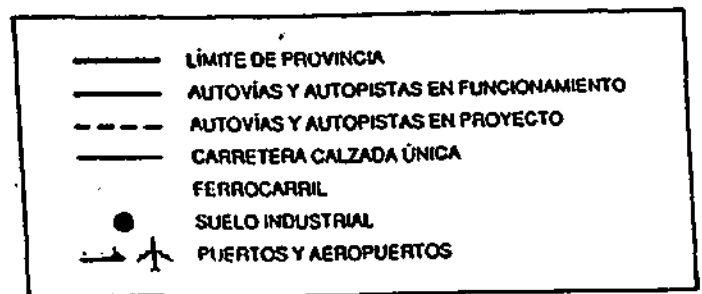 LÍMITE DE PROVINCIA
AUTOVÍAS Y AUTOPISTAS EN FUNCIONAMIENTO
AUTOVÍAS Y AUTOPISTAS EN PROYECTO
CARRETERA CALZADA ÚNICA
FERROCARRIL
SUELO INDUSTRIAL
PUERTOS Y AEROPUERTOS